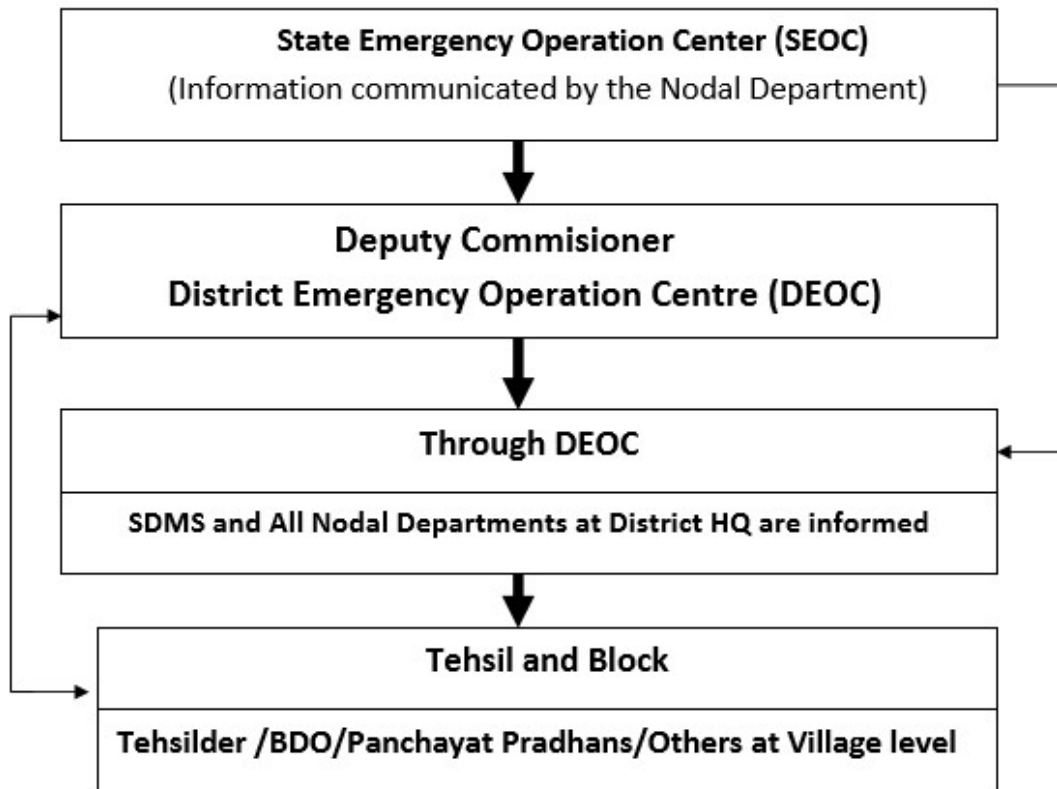 State Emergency Operation Center (SEOC)
(Information communicated by the Nodal Department)
Deputy Commisioner
District Emergency Operation Centre (DEOC)
Through DEOC
SDMS and All Nodal Departments at District HQ are informed
Tehsil and Block
Tehsilder /BDO/Panchayat Pradhans/Others at Village level